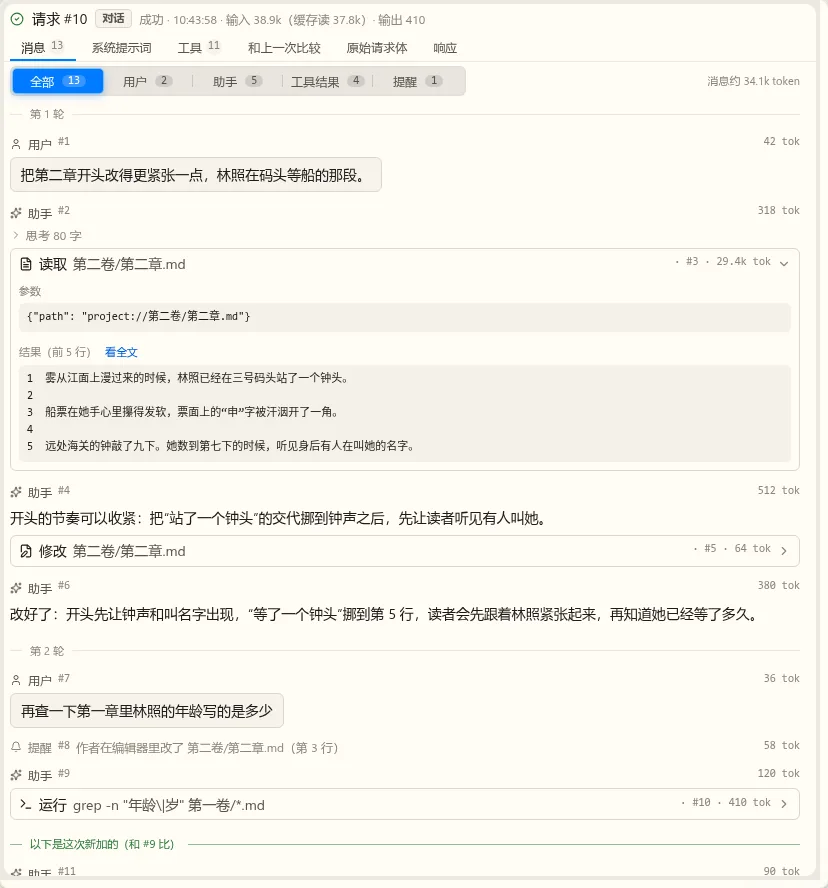 请求 #10 对话 成功 · 10:43:58 · 输入 38.9k（缓存读 37.8k）· 输出 410
消息 13 系统提示词 工具 11 和上一次比较 原始请求体 响应
全部 13 用户 2 助手 5 工具结果 4 提醒 1 消息约 34.1k token
第 1 轮
用户 #1 42 tok
把第二章开头改得更紧张一点，林照在码头等船的那段。
助手 #2 318 tok
思考 80 字
读取 第二卷/第二章.md · #3 · 29.4k tok
参数
{"path": "project://第二卷/第二章.md"}
结果（前 5 行） 看全文
1 雾从江面上漫过来的时候，林照已经在三号码头站了一个钟头。
2
3 船票在她手心里攥得发软，票面上的“申”字被汗洇开了一角。
4
5 远处海关的钟敲了九下。她数到第七下的时候，听见身后有人在叫她的名字。
助手 #4 512 tok
开头的节奏可以收紧：把“站了一个钟头”的交代挪到钟声之后，先让读者听见有人叫她。
修改 第二卷/第二章.md · #5 · 64 tok
助手 #6 380 tok
改好了：开头先让钟声和叫名字出现，“等了一个钟头”挪到第 5 行，读者会先跟着林照紧张起来，再知道她已经等了多久。
第 2 轮
用户 #7 36 tok
再查一下第一章里林照的年龄写的是多少
提醒 #8 作者在编辑器里改了 第二卷/第二章.md（第 3 行） 58 tok
助手 #9 120 tok
运行 grep -n "年龄\|岁" 第一卷/*.md · #10 · 410 tok
以下是这次新加的（和 #9 比）
助手 #11 90 tok